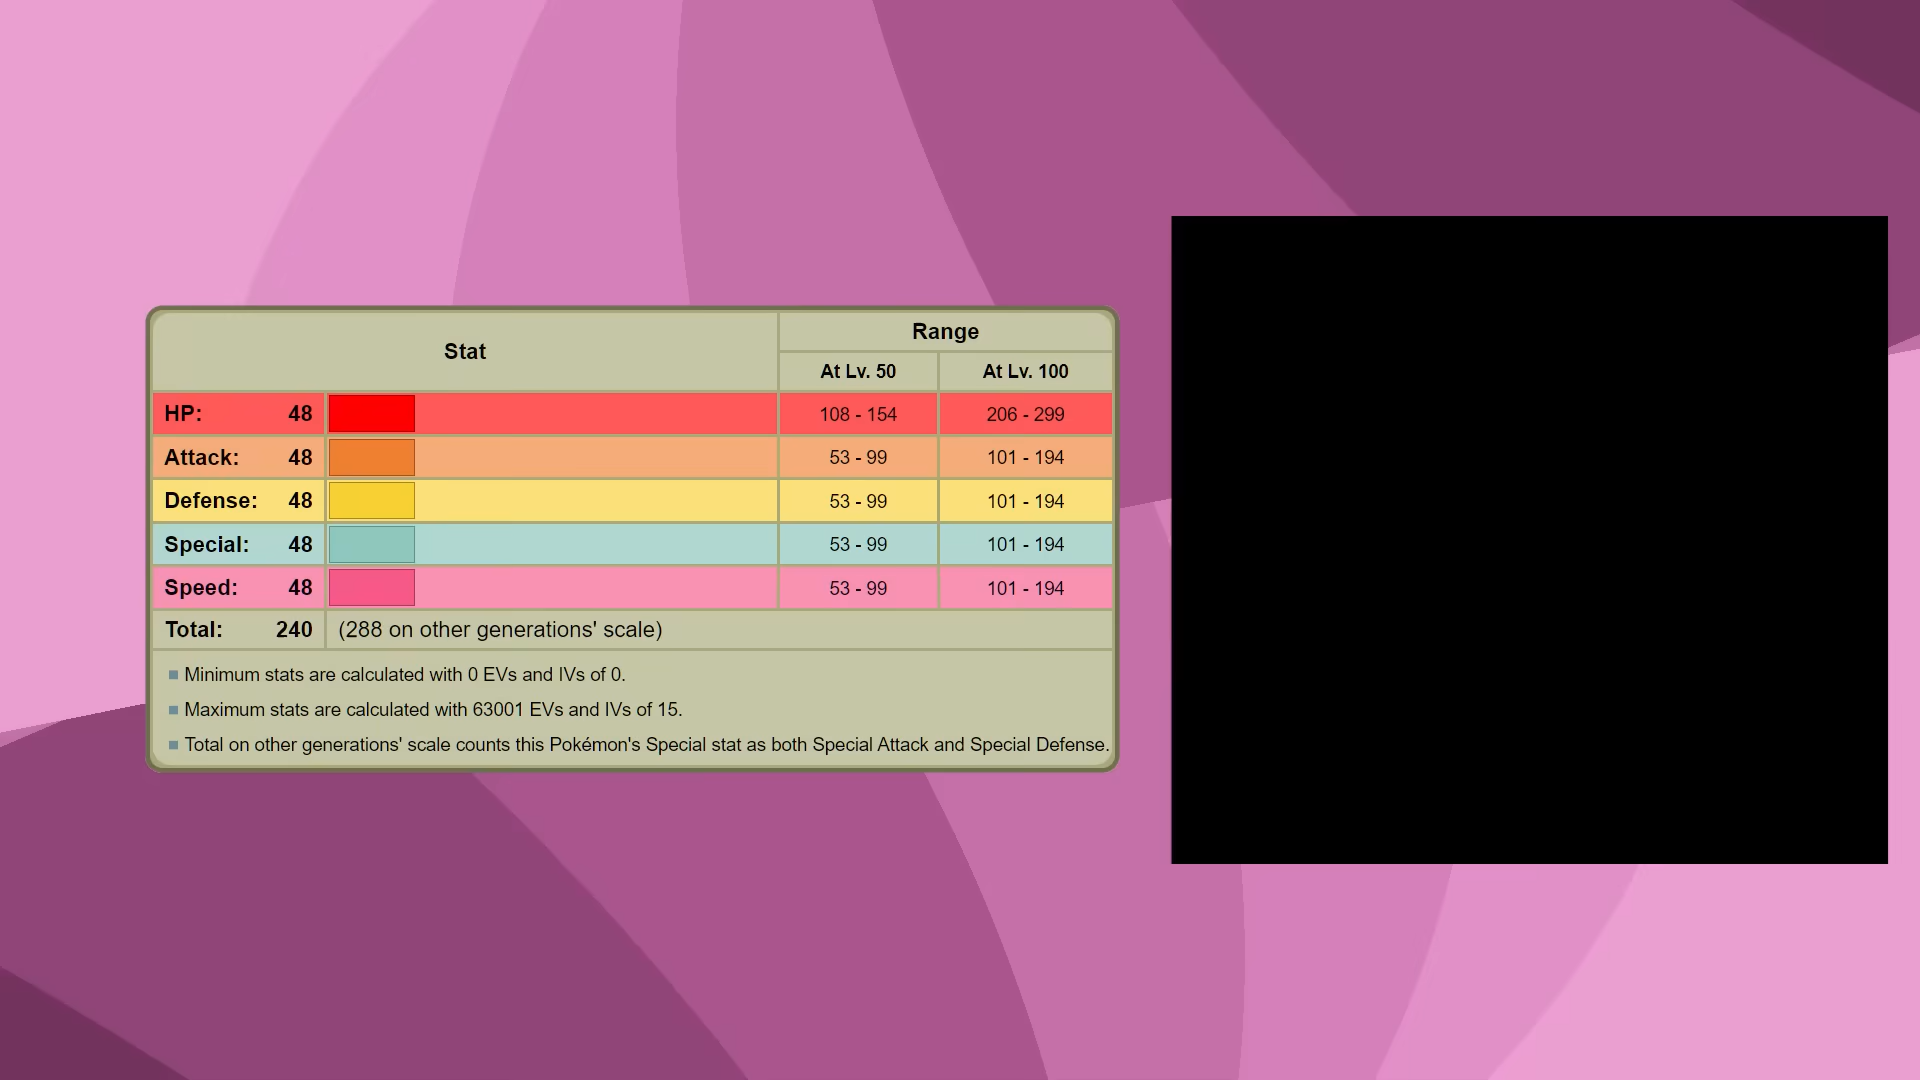 Stat Range
At Lv. 50 At Lv. 100
HP: 48 108 - 154 206 - 299
Attack: 48 53 - 99 101 - 194
Defense: 48 53 - 99 101 - 194
Special: 48 53 - 99 101 - 194
Speed: 48 53 - 99 101 - 194
Total: 240 (288 on other generations' scale)
Minimum stats are calculated with 0 EVs and IVs of 0.
Maximum stats are calculated with 63001 EVs and IVs of 15.
Total on other generations' scale counts this Pokémon's Special stat as both Special Attack and Special Defense.